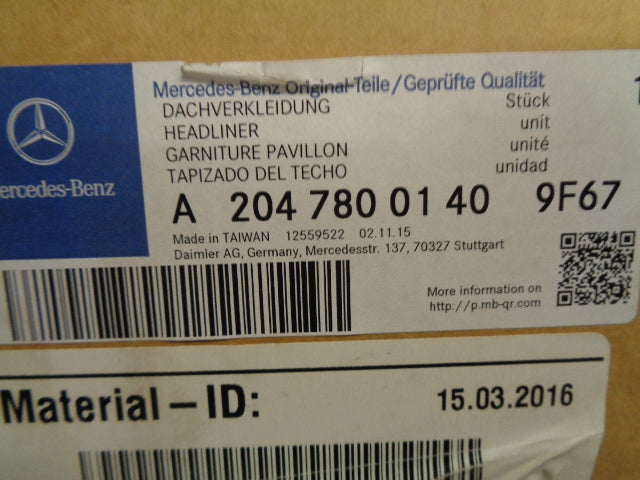 Mercedes-Benz Original-Teile/Geprüfte Qualität
DACHVERKLEIDUNG Stück
HEADLINER unit
GARNITURE PAVILLON unité
TAPIZADO DEL TECHO unidad
ercedes-Benz
A 204 780 01 40 9F67
Made in TAIWAN 12559522 02.11.15
Daimler AG, Germany, Mercedesstr. 137, 70327 Stuttgart
More information on
http://p.mb-qr.com
Material – ID: 15.03.2016